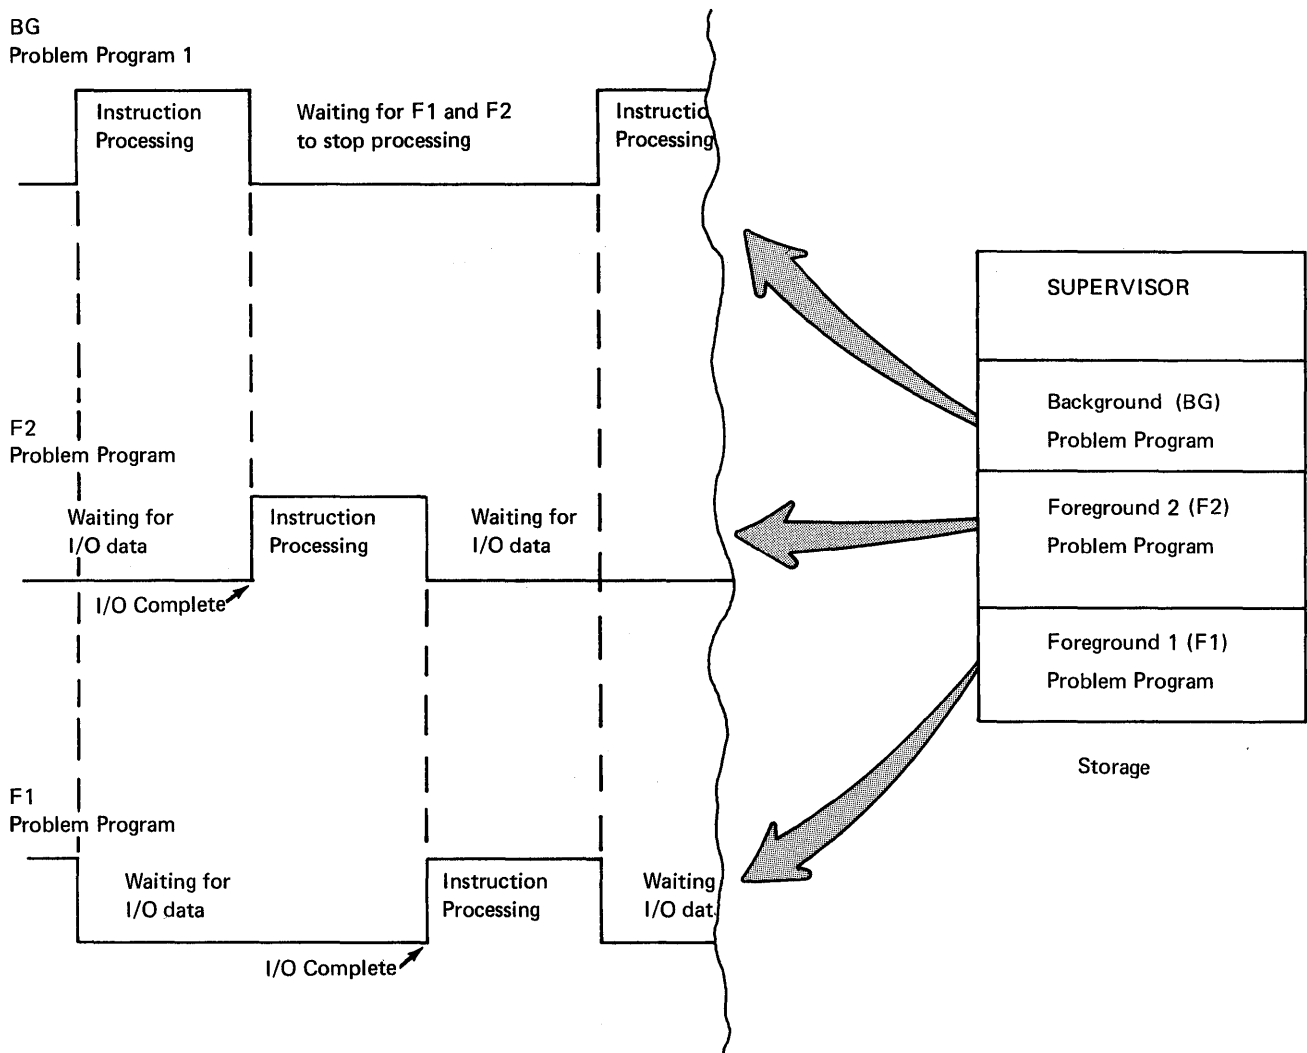 BG
Problem Program 1
Instruction
Processing
Waiting for F1 and F2
to stop processing
Instructio
Processing
F2
Problem Program
Waiting for
I/O data
Instruction
Processing
Waiting for
I/O data
I/O Complete
F1
Problem Program
Waiting for
I/O data
Instruction
Processing
Waiting
I/O dat
I/O Complete
SUPERVISOR
Background (BG)
Problem Program
Foreground 2 (F2)
Problem Program
Foreground 1 (F1)
Problem Program
Storage